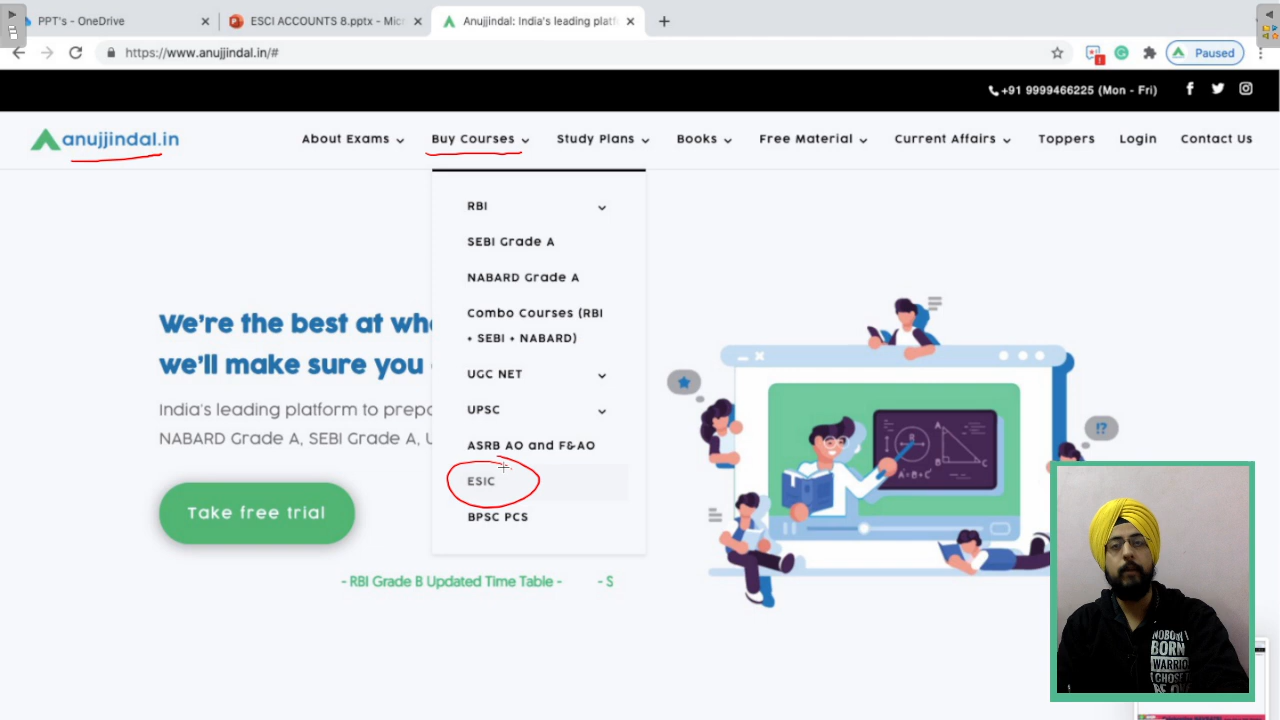 PPT's - OneDrive
ESCI ACCOUNTS 8.pptx - Mic
Anujjindal: India's leading platf
https://www.anujjindal.in/#
Paused
+91 9999466225 (Mon - Fri)
anujjindal.in
About Exams
Buy Courses
Study Plans
Books
Free Material
Current Affairs
Toppers
Login
Contact Us
RBI
SEBI Grade A
NABARD Grade A
Combo Courses (RBI
+ SEBI + NABARD)
UGC NET
UPSC
ASRB AO and F&AO
ESIC
BPSC PCS
We're the best at wh
we'll make sure you
India's leading platform to prep
NABARD Grade A, SEBI Grade A, U
Take free trial
- RBI Grade B Updated Time Table - - S
!?
A
B
C
A+B+C
NOBODY I
BORN
WARRIO
I CHOSE